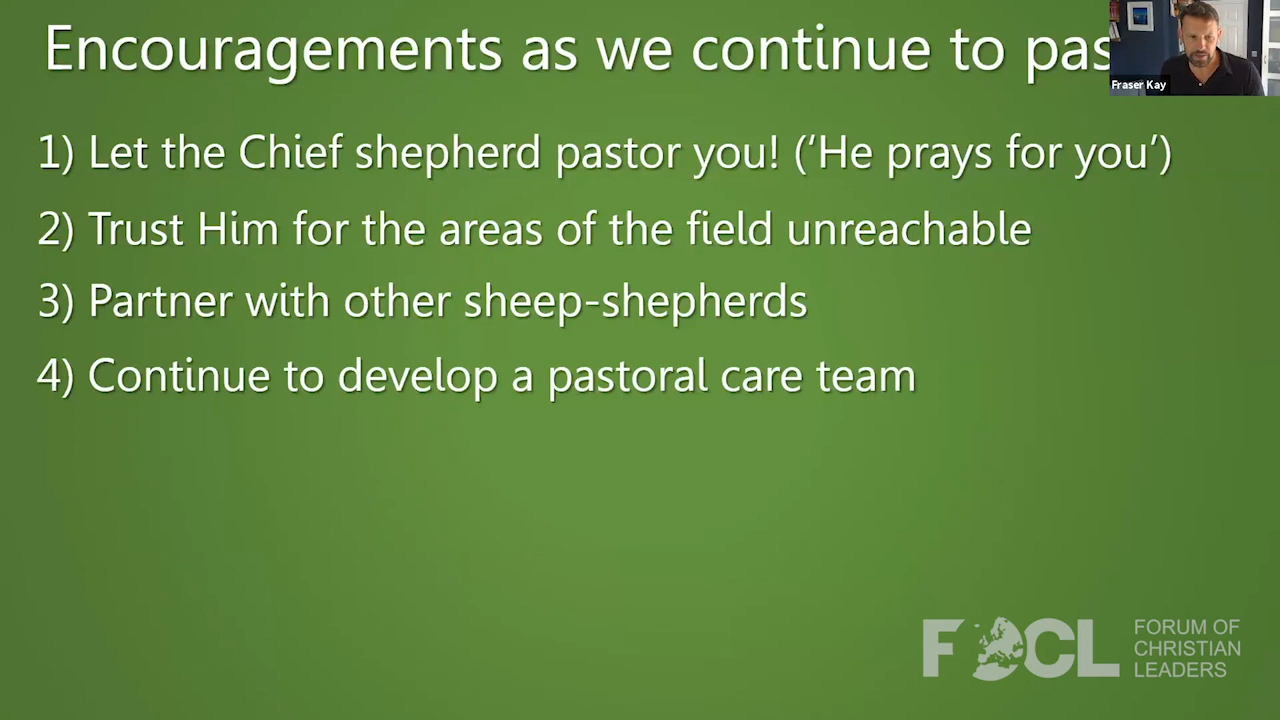 Encouragements as we continue to pas
Fraser Kay
1) Let the Chief shepherd pastor you! (‘He prays for you’)
2) Trust Him for the areas of the field unreachable
3) Partner with other sheep-shepherds
4) Continue to develop a pastoral care team
FOCL
FORUM OF
CHRISTIAN
LEADERS